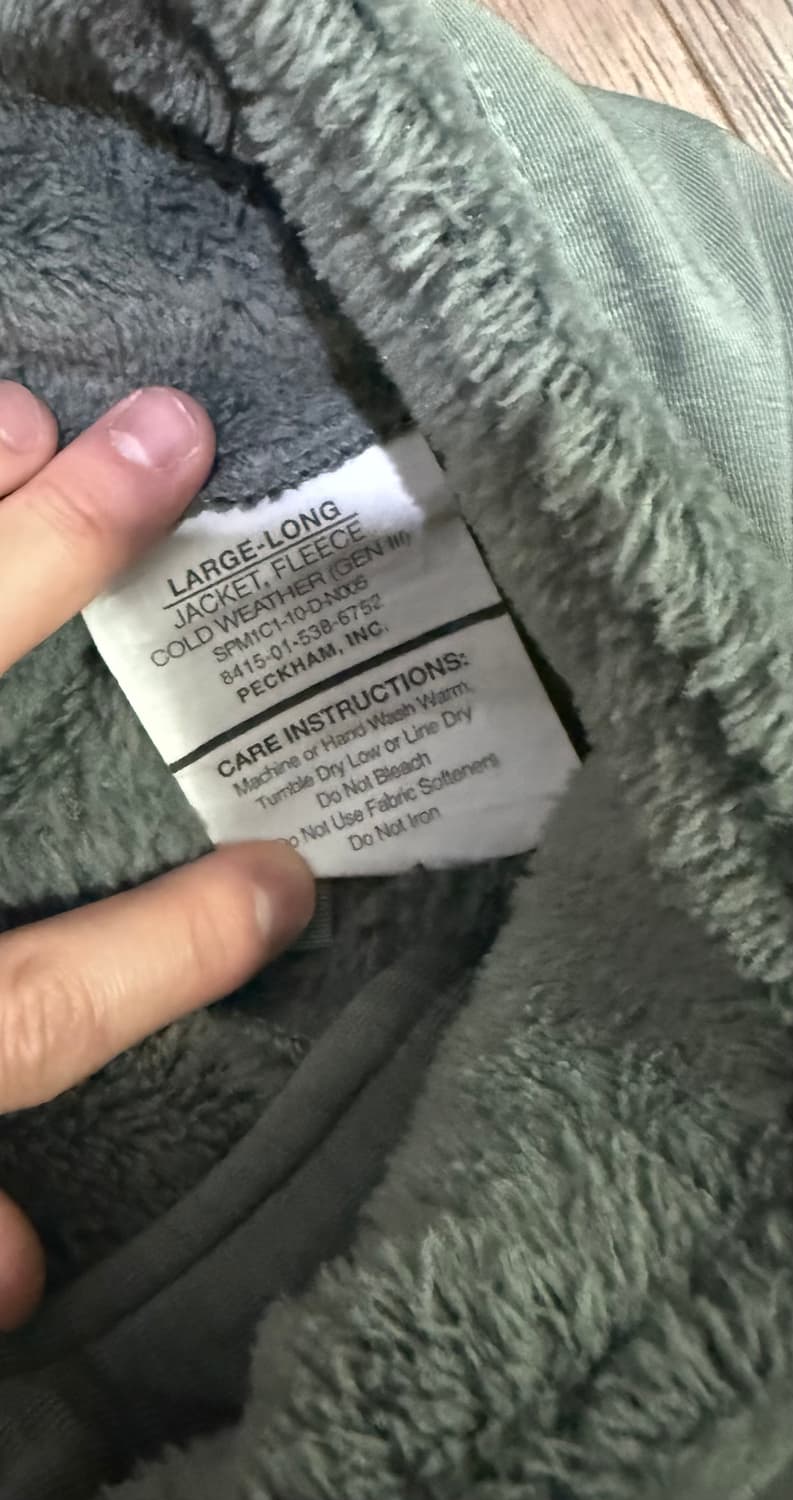 LARGE-LONG
JACKET, FLEECE
COLD WEATHER (GEN III)
SPM1C1-10-D-N006
8415-01-538-6752
PECKHAM, INC.
CARE INSTRUCTIONS:
Machine or Hand Wash Warm,
Tumble Dry Low or Line Dry
Do Not Bleach
Do Not Use Fabric Softeners
Do Not Iron